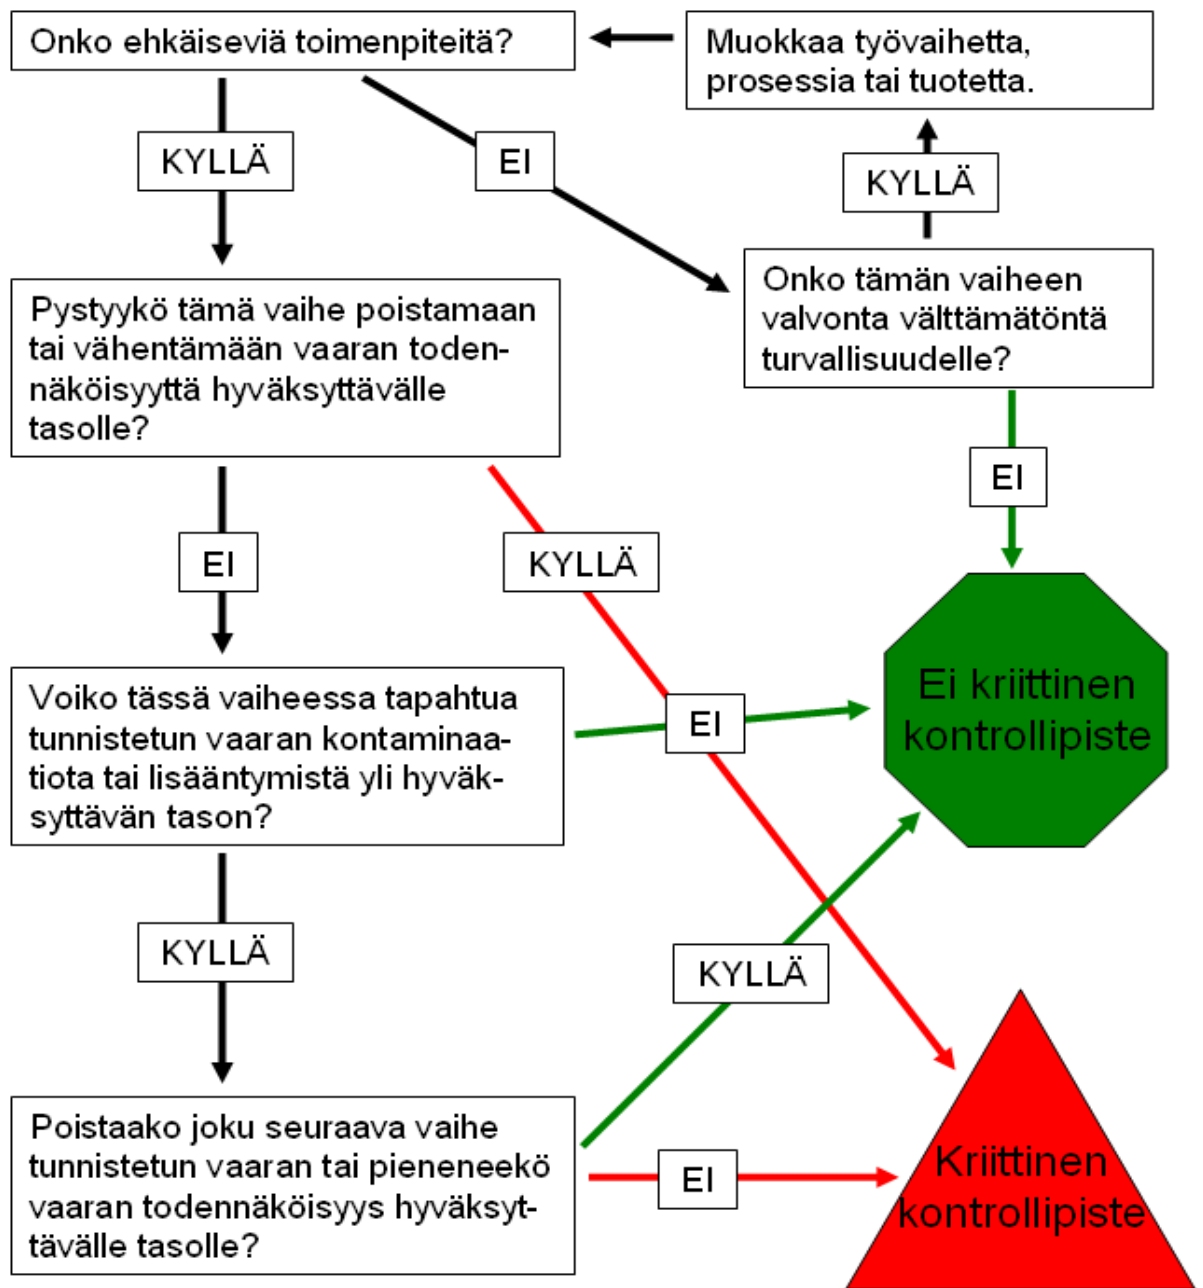 Onko ehkäiseviä toimenpiteitä?
Muokkaa työvaihetta,
prosessia tai tuotetta.
KYLLÄ
EI
KYLLÄ
Pystyykö tämä vaihe poistamaan
tai vähentämään vaaran toden-
näköisyyttä hyväksyttävälle
tasolle?
Onko tämän vaiheen
valvonta välttämätöntä
turvallisuudelle?
EI
KYLLÄ
EI
Voiko tässä vaiheessa tapahtua
tunnistetun vaaran kontaminaa-
tiota tai lisääntymistä yli hyväk-
syttävän tason?
EI
Ei kriittinen
kontrollipiste
KYLLÄ
KYLLÄ
Poistaako joku seuraava vaihe
tunnistetun vaaran tai pieneneekö
vaaran todennäköisyys hyväksyt-
tävälle tasolle?
EI
Kriittinen
kontrollipiste